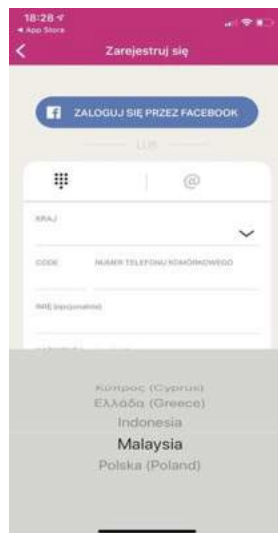 18:28
◀ App Store
Zarejestruj się
ZALOGUJ SIĘ PRZEZ FACEBOOK
LUB
@
KRAJ
CODE NUMER TELEFONU KOMÓRKOWEGO
IMIĘ (opcjonalnie)
Κύπρος (Cyprus)
Ελλάδα (Greece)
Indonesia
Malaysia
Polska (Poland)